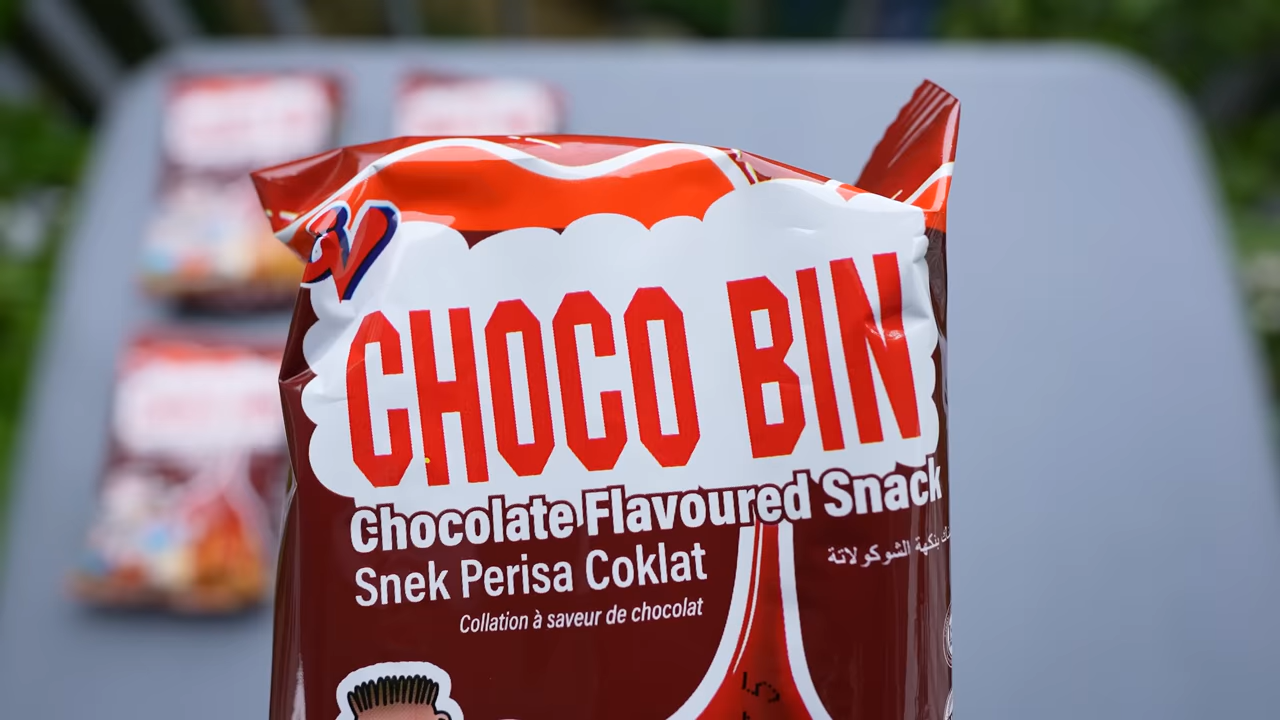 CHOCO BIN
Chocolate Flavoured Snack
Snek Perisa Coklat
بنكهة الشوكولاتة
Collation à saveur de chocolat